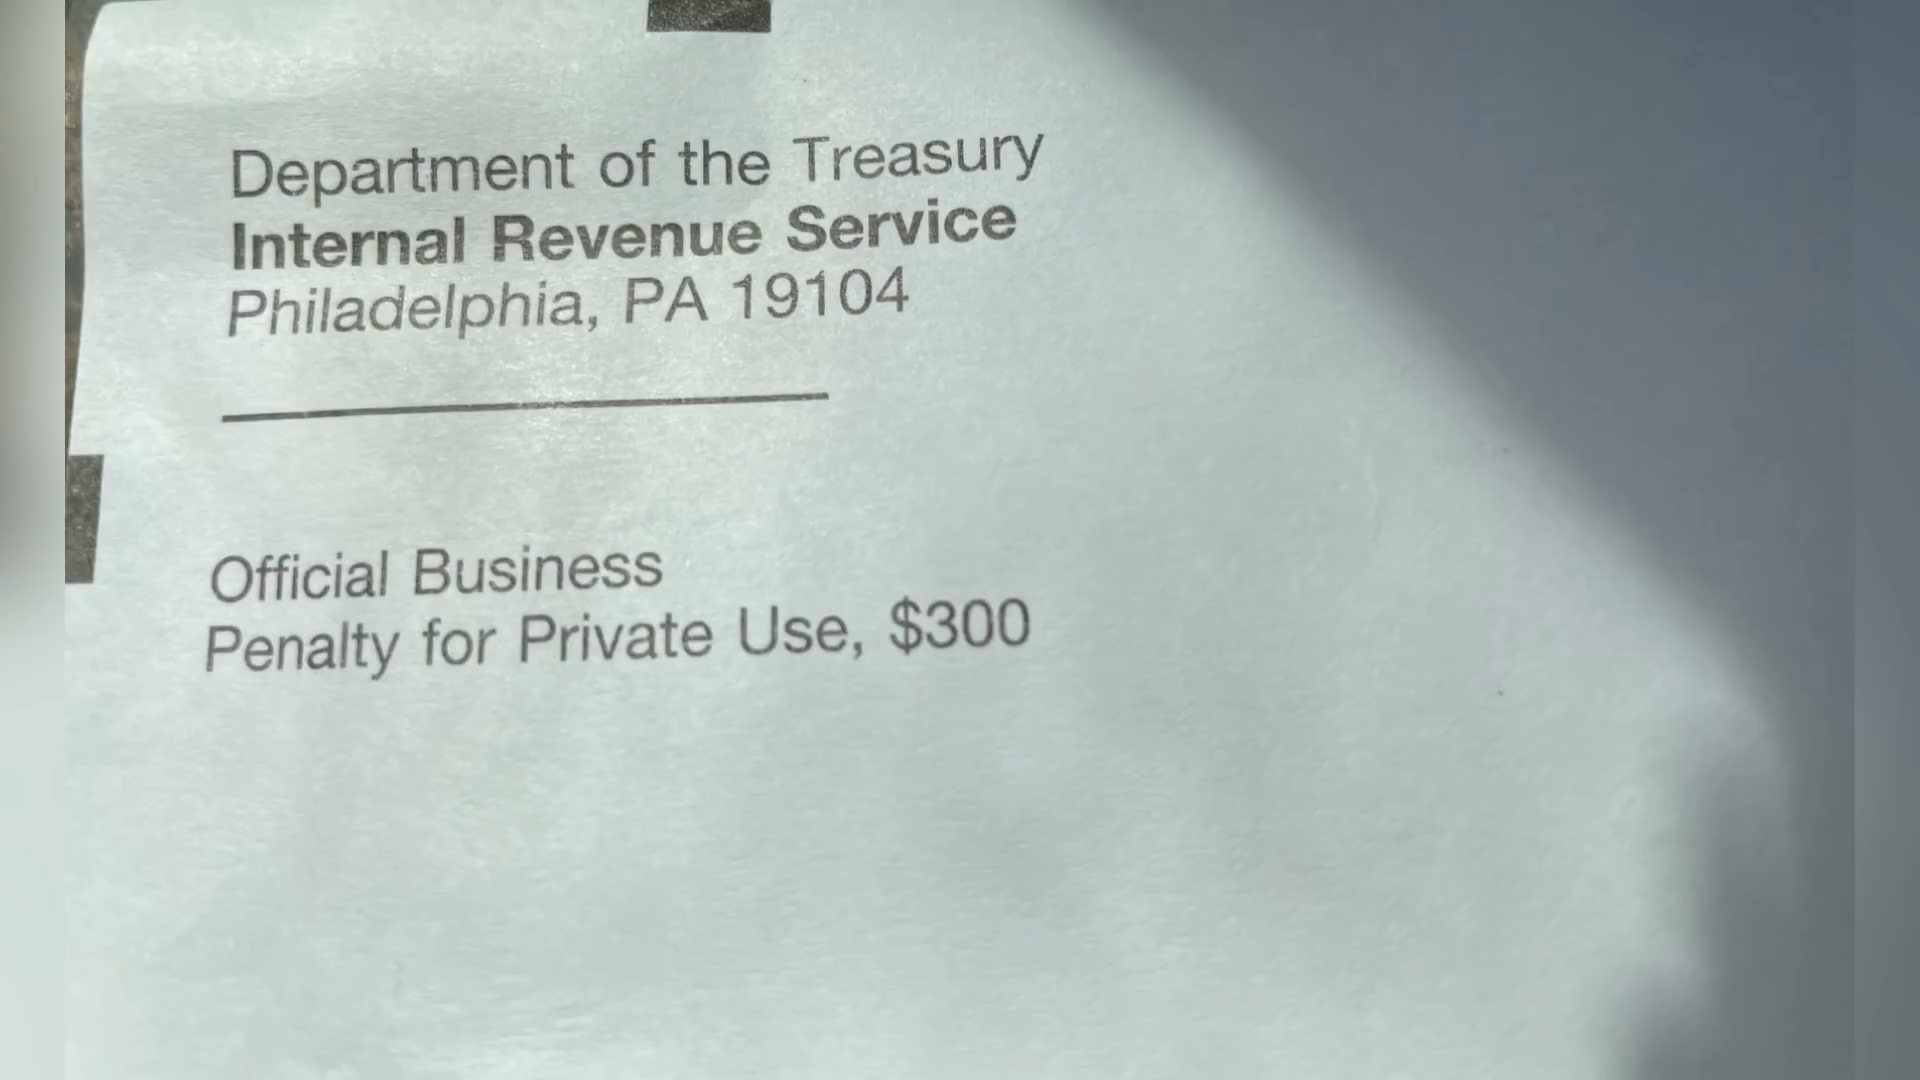 Department of the Treasury
Internal Revenue Service
Philadelphia, PA 19104
Official Business
Penalty for Private Use, $300